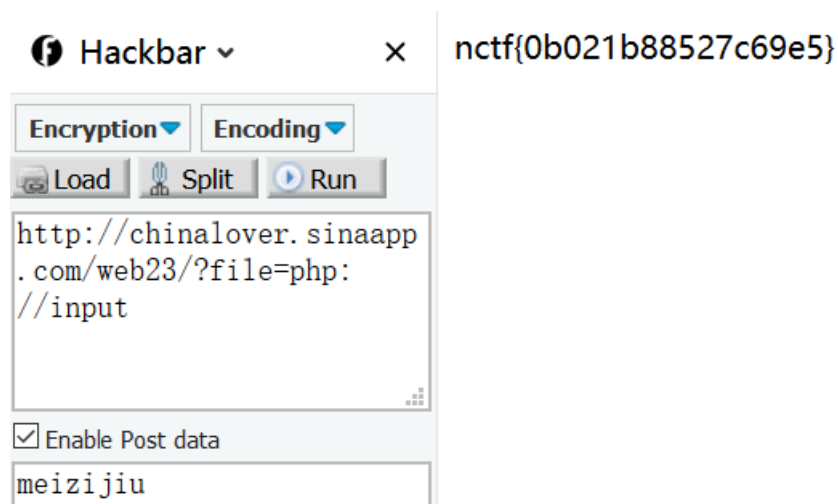 Hackbar
nctf{0b021b88527c69e5}
Encryption Encoding
Load Split Run
http://chinalover.sinaapp
.com/web23/?file=php:
//input
Enable Post data
meizijiu